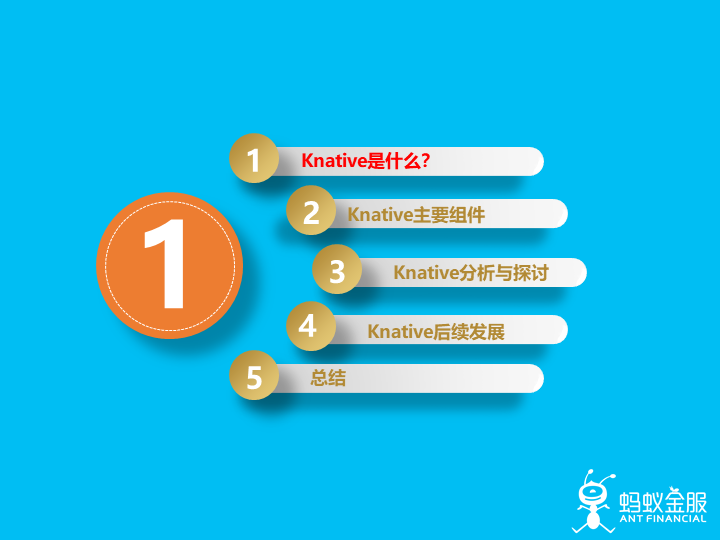 1
1 Knative是什么?
2 Knative主要组件
3 Knative分析与探讨
4 Knative后续发展
5 总结
蚂蚁金服
ANT FINANCIAL